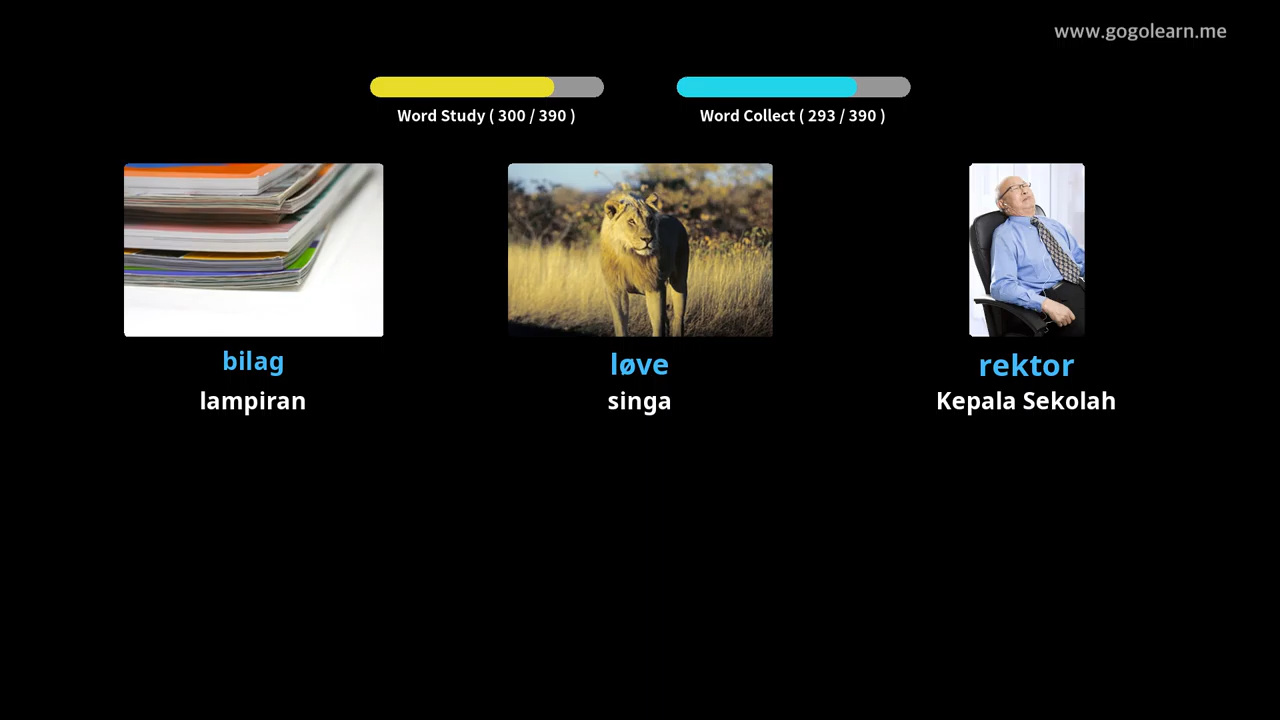 www.gogolearn.me
Word Study ( 300 / 390 )
Word Collect ( 293 / 390 )
bilag
løve
rektor
lampiran
singa
Kepala Sekolah